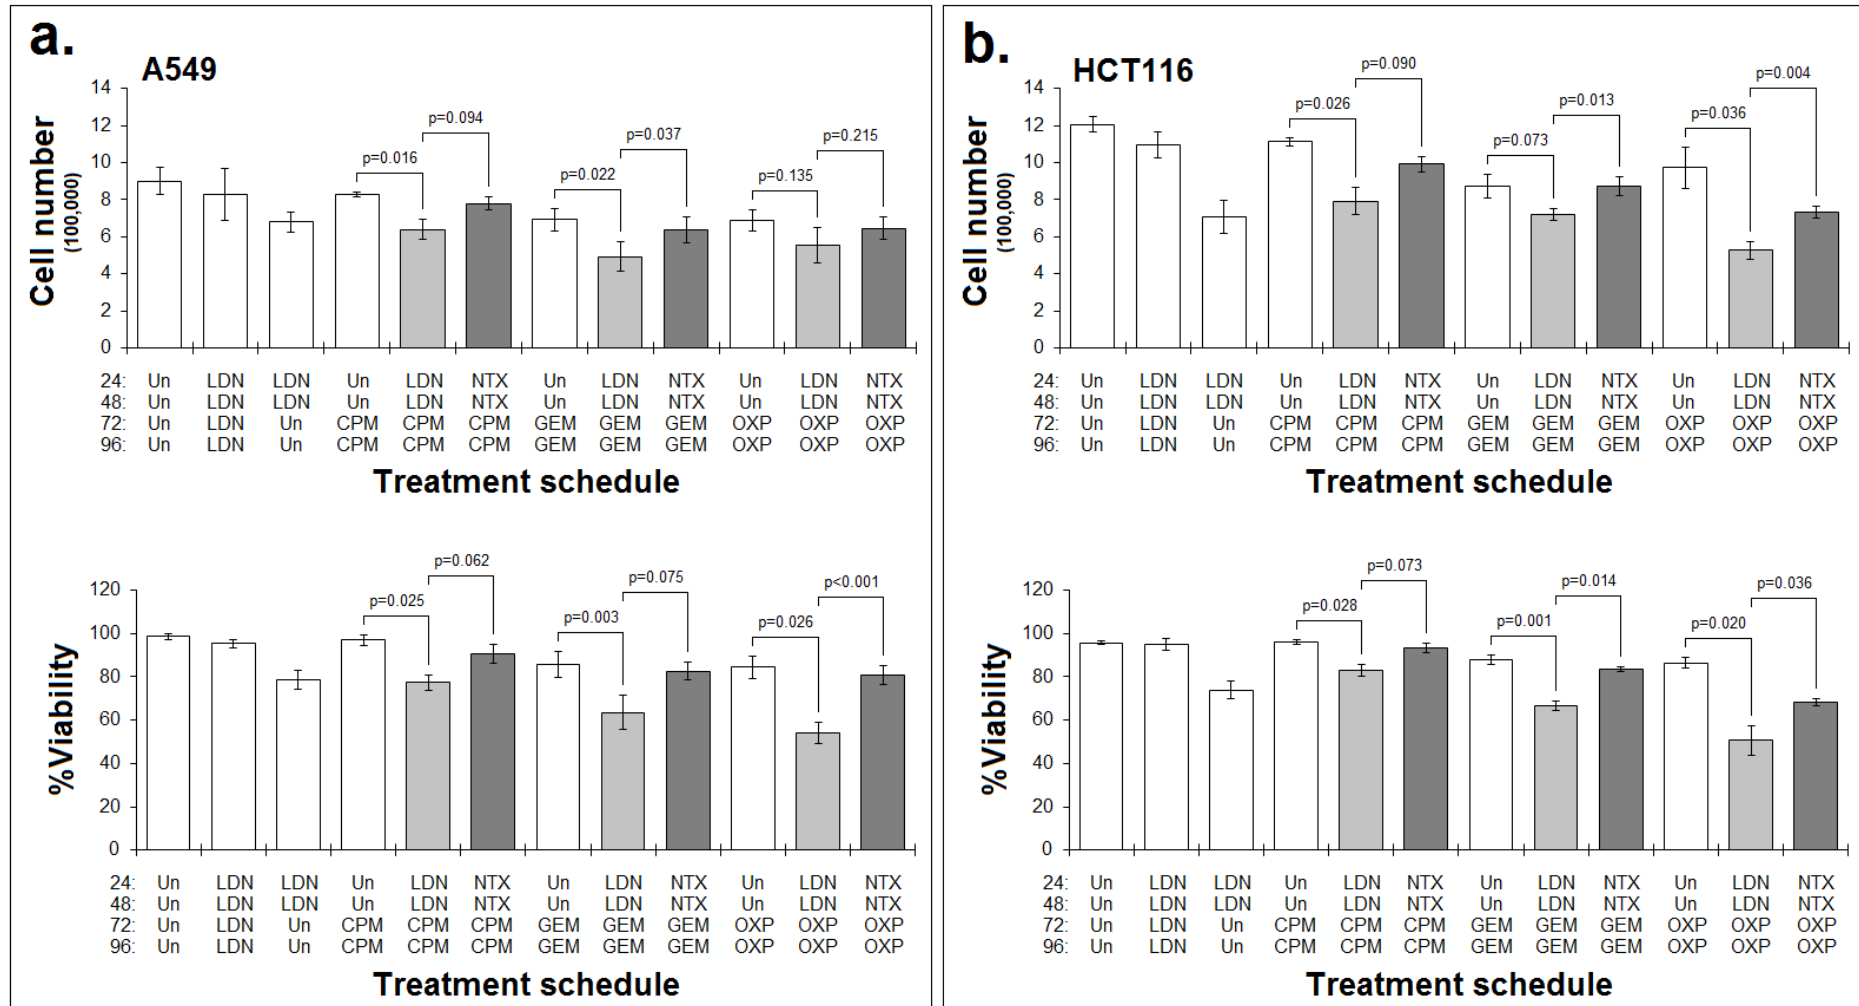 a.
A549
14
12
10
8
6
4
2
0
Cell number
(100,000)
p=0.016
p=0.094
p=0.022
p=0.037
p=0.135
p=0.215
24: Un LDN LDN Un LDN NTX Un LDN NTX Un LDN NTX
48: Un LDN LDN Un LDN NTX Un LDN NTX Un LDN NTX
72: Un LDN Un CPM CPM CPM GEM GEM GEM OXP OXP OXP
96: Un LDN Un CPM CPM CPM GEM GEM GEM OXP OXP OXP
Treatment schedule
120
100
80
60
40
20
0
%Viability
p=0.025
p=0.062
p=0.003
p=0.075
p=0.026
p<0.001
24: Un LDN LDN Un LDN NTX Un LDN NTX Un LDN NTX
48: Un LDN LDN Un LDN NTX Un LDN NTX Un LDN NTX
72: Un LDN Un CPM CPM CPM GEM GEM GEM OXP OXP OXP
96: Un LDN Un CPM CPM CPM GEM GEM GEM OXP OXP OXP
Treatment schedule
b.
HCT116
14
12
10
8
6
4
2
0
Cell number
(100,000)
p=0.026
p=0.090
p=0.073
p=0.013
p=0.036
p=0.004
24: Un LDN LDN Un LDN NTX Un LDN NTX Un LDN NTX
48: Un LDN LDN Un LDN NTX Un LDN NTX Un LDN NTX
72: Un LDN Un CPM CPM CPM GEM GEM GEM OXP OXP OXP
96: Un LDN Un CPM CPM CPM GEM GEM GEM OXP OXP OXP
Treatment schedule
120
100
80
60
40
20
0
%Viability
p=0.028
p=0.073
p=0.001
p=0.014
p=0.020
p=0.036
24: Un LDN LDN Un LDN NTX Un LDN NTX Un LDN NTX
48: Un LDN LDN Un LDN NTX Un LDN NTX Un LDN NTX
72: Un LDN Un CPM CPM CPM GEM GEM GEM OXP OXP OXP
96: Un LDN Un CPM CPM CPM GEM GEM GEM OXP OXP OXP
Treatment schedule